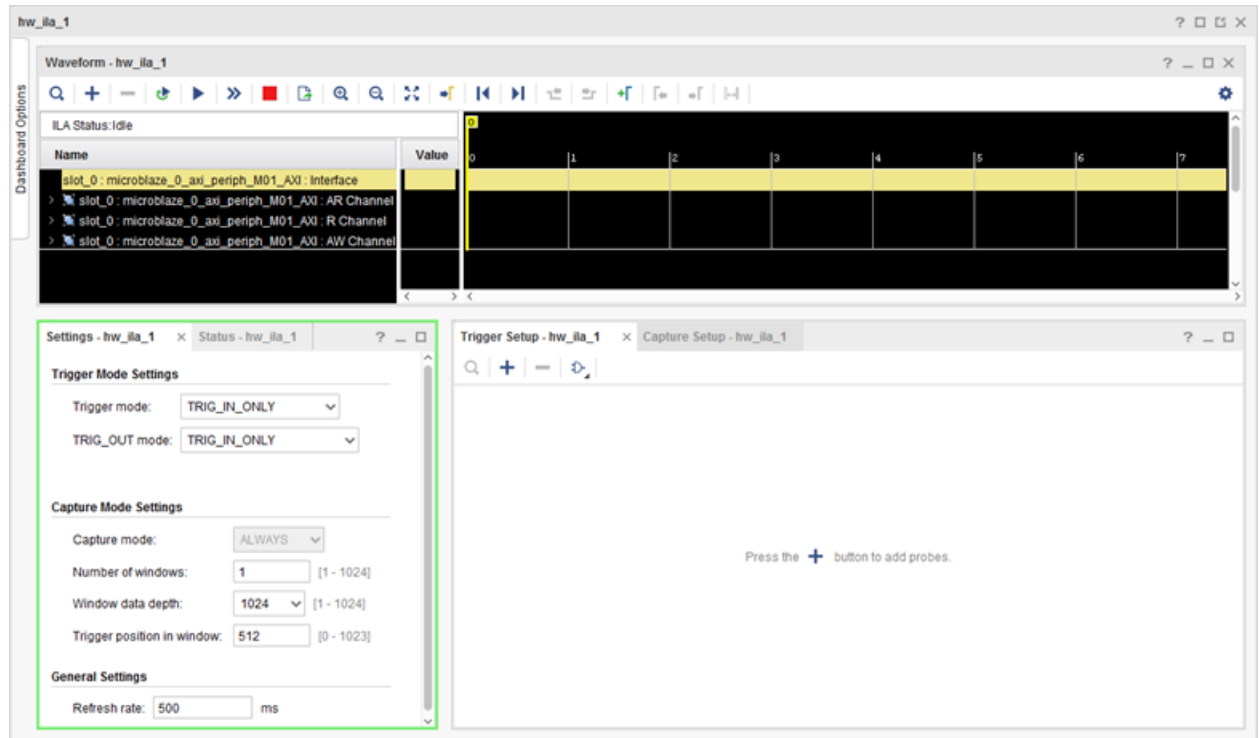 hw_ila_1
Dashboard Options
Waveform - hw_ila_1
ILA Status:Idle
Name Value
0
0 1 2 3 4 5 6 7
slot_0 : microblaze_0_axi_periph_M01_AXI : Interface
slot_0 : microblaze_0_axi_periph_M01_AXI : AR Channel
slot_0 : microblaze_0_axi_periph_M01_AXI : R Channel
slot_0 : microblaze_0_axi_periph_M01_AXI : AW Channel
Settings - hw_ila_1 Status - hw_ila_1
Trigger Mode Settings
Trigger mode: TRIG_IN_ONLY
TRIG_OUT mode: TRIG_IN_ONLY
Capture Mode Settings
Capture mode: ALWAYS
Number of windows: 1 [1 - 1024]
Window data depth: 1024 [1 - 1024]
Trigger position in window: 512 [0 - 1023]
General Settings
Refresh rate: 500 ms
Trigger Setup - hw_ila_1 Capture Setup - hw_ila_1
Press the + button to add probes.